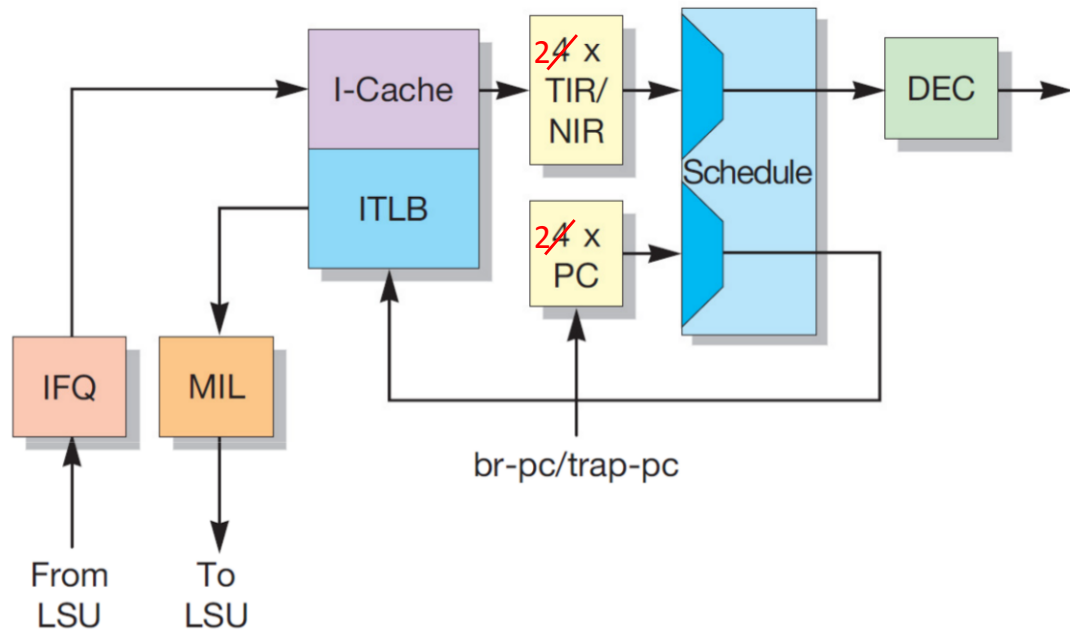 I-Cache
ITLB
24 x
TIR/
NIR
24 x
PC
Schedule
DEC
IFQ
MIL
br-pc/trap-pc
From
LSU
To
LSU